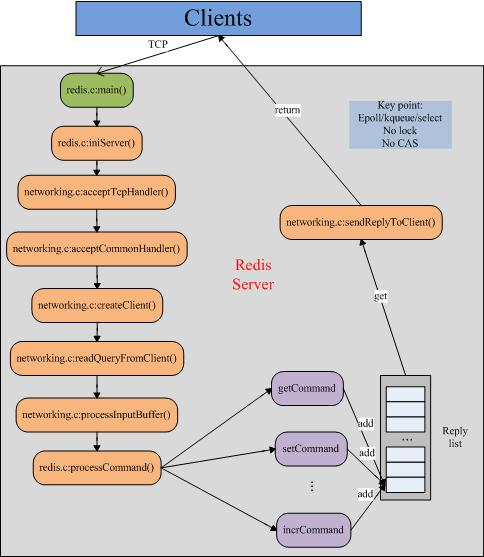 Clients
TCP
redis.c:main()
return
Key point:
Epoll/kqueue/select
No lock
No CAS
redis.c:iniServer()
networking.c:acceptTcpHandler()
networking.c:sendReplyToClient()
networking.c:acceptCommonHandler()
Redis
Server
networking.c:createClient()
get
networking.c:readQueryFromClient()
getCommand
networking.c:processInputBuffer()
add
Reply
list
...
setCommand
add
redis.c:processCommand()
...
add
incrCommand